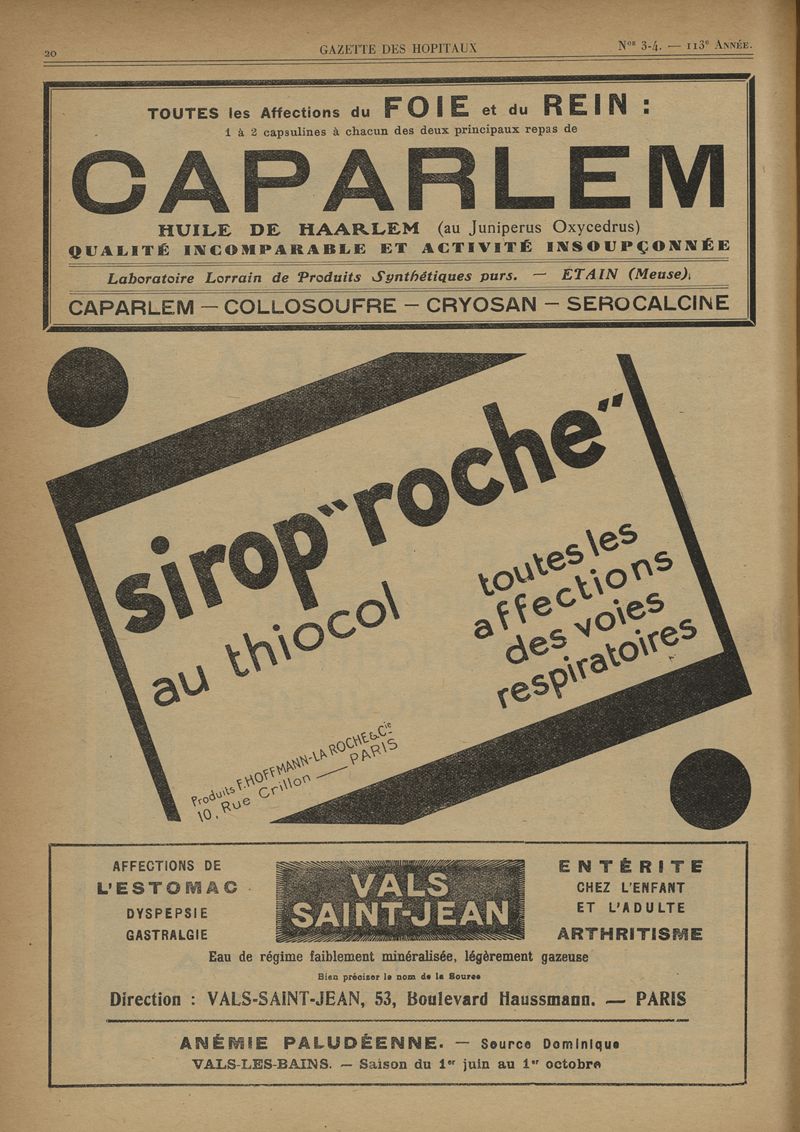 20
GAZETTE DES HOPITAUX
Nos 3-4. — 113e ANNÉE.
TOUTES les Affections du FOIE et du REIN :
1 à 2 capsulines à chacun des deux principaux repas de
CAPARLEM
HUILE DE HAARLEM (au Juniperus Oxycedrus)
QUALITÉ INCOMPARABLE ET ACTIVITÉ INSOUPÇONNÉE
Laboratoire Lorrain de Produits Synthétiques purs. — ÉTAIN (Meuse).
CAPARLEM — COLLOSOUFRE — CRYOSAN — SEROCALCINE
sirop "roche"
au thiocol
toutes les
affections
des voies
respiratoires
Produits F. HOFFMANN-LA ROCHE & Cie
10, Rue Crillon — PARIS
AFFECTIONS DE
L'ESTOMAC
DYSPEPSIE
GASTRALGIE
VALS
SAINT-JEAN
ENTÉRITE
CHEZ L'ENFANT
ET L'ADULTE
ARTHRITISME
Eau de régime faiblement minéralisée, légèrement gazeuse
Bien préciser le nom de la Source
Direction : VALS-SAINT-JEAN, 53, Boulevard Haussmann. — PARIS
ANÉMIE PALUDÉENNE. — Source Dominique
VALS-LES-BAINS. — Saison du 1er juin au 1er octobre